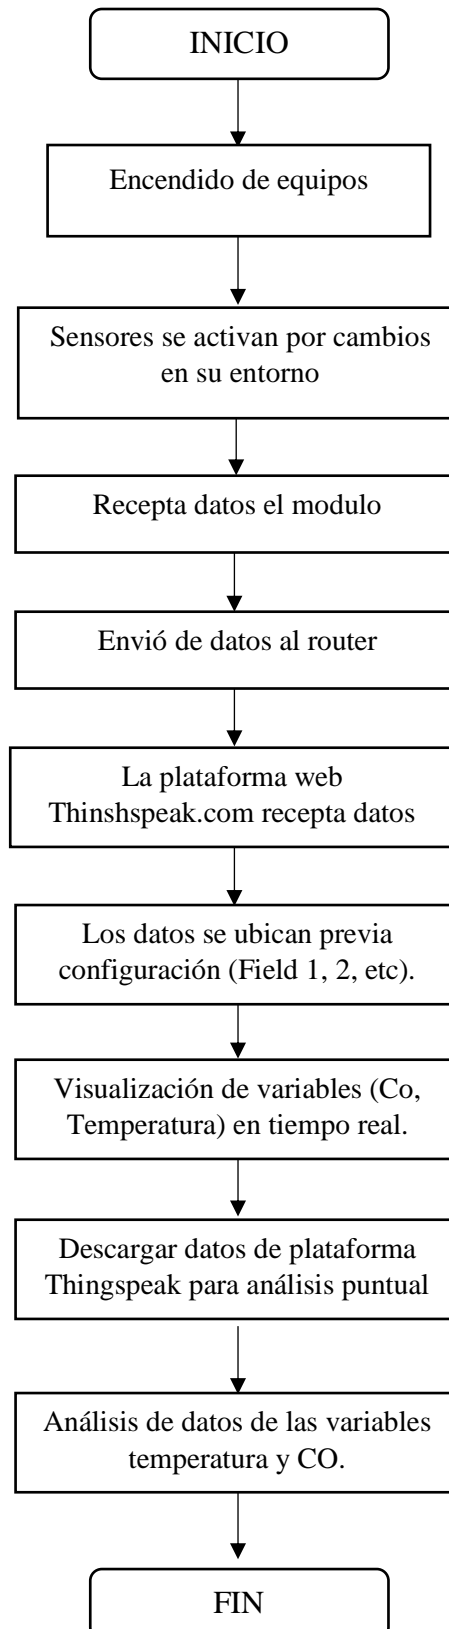 INICIO
Encendido de equipos
Sensores se activan por cambios
en su entorno
Recepta datos el modulo
Envió de datos al router
La plataforma web
Thinshspeak.com recepta datos
Los datos se ubican previa
configuración (Field 1, 2, etc).
Visualización de variables (Co,
Temperatura) en tiempo real.
Descargar datos de plataforma
Thingspeak para análisis puntual
Análisis de datos de las variables
temperatura y CO.
FIN